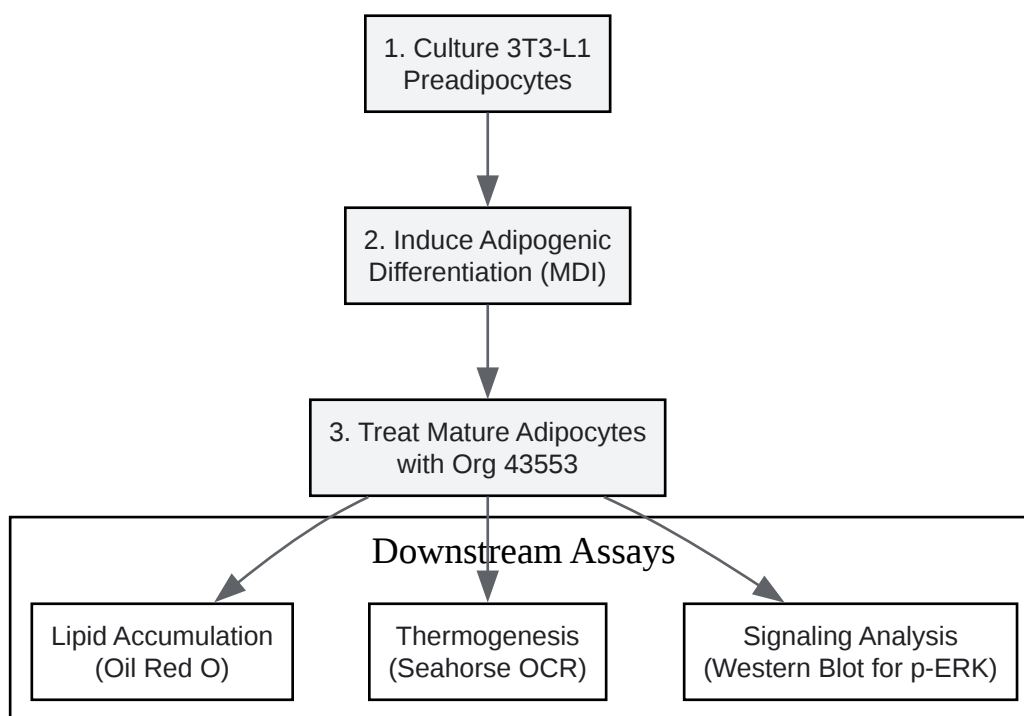 1. Culture 3T3-L1
Preadipocytes
2. Induce Adipogenic
Differentiation (MDI)
3. Treat Mature Adipocytes
with Org 43553
Downstream Assays
Lipid Accumulation
(Oil Red O)
Thermogenesis
(Seahorse OCR)
Signaling Analysis
(Western Blot for p-ERK)